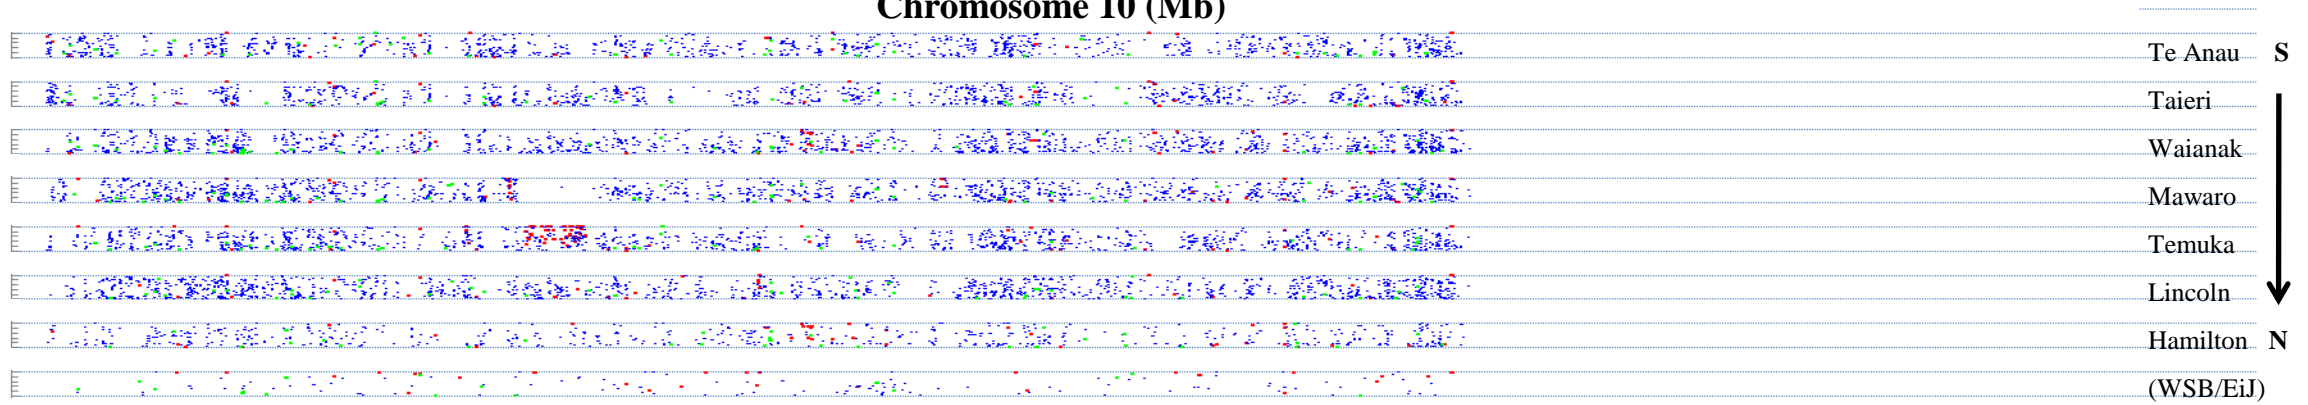 Chromosome 10 (Mb)
Te Anau S
Taieri
Waianak
Mawaro
Temuka
Lincoln
Hamilton N
(WSB/EiJ)